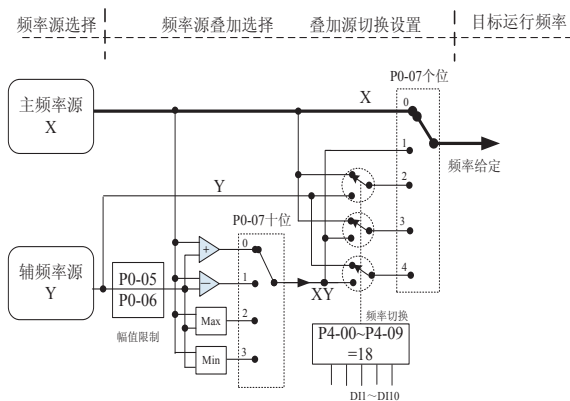 频率源选择
频率源叠加选择
叠加源切换设置
目标运行频率
P0-07个位
主频率源
X
X
0
1
频率给定
Y
2
P0-07十位
3
辅频率源
Y
P0-05
P0-06
+
0
—
1
XY
4
幅值限制
Max
2
频率切换
P4-00~P4-09
=18
Min
3
DI1~DI10